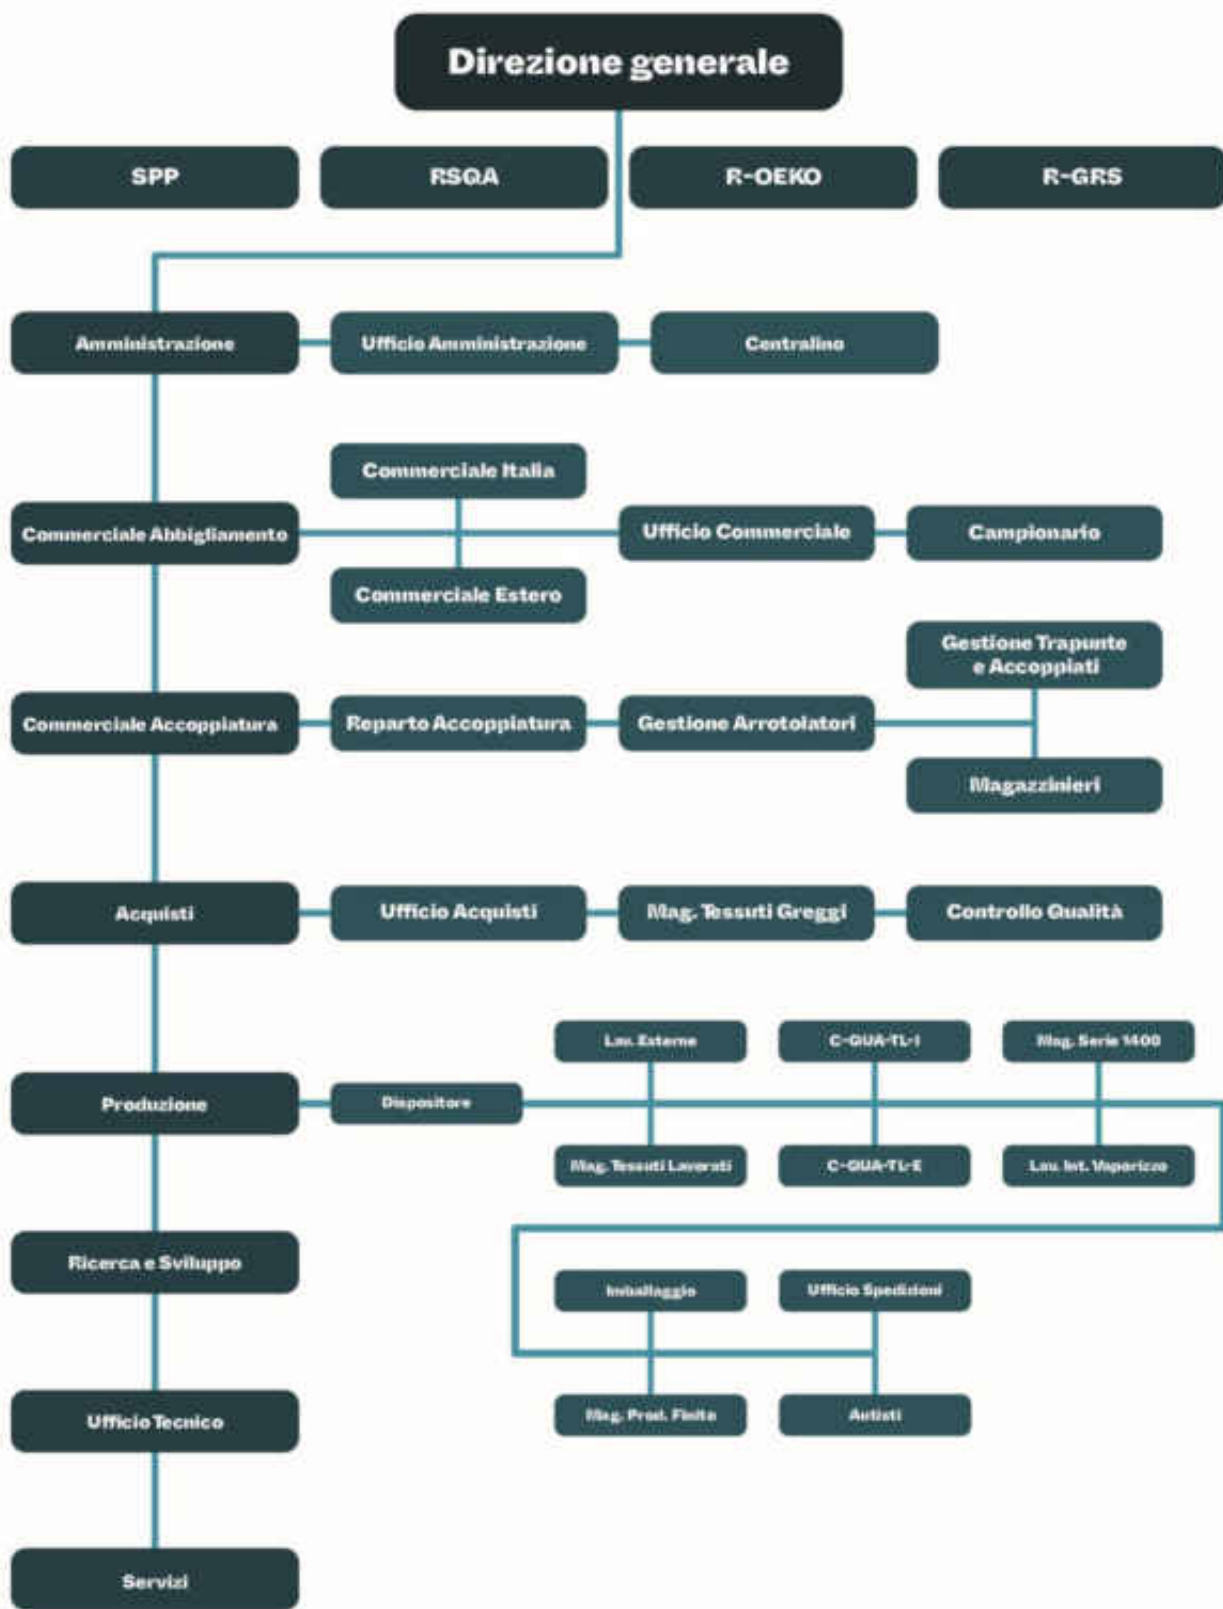 Direzione generale
SPP
RSQA
R-OEKO
R-GRS
Amministrazione
Ufficio Amministrazione
Centralino
Commerciale Italia
Commerciale Abbigliamento
Ufficio Commerciale
Campionario
Commerciale Estero
Gestione Trapunte
e Accoppiati
Commerciale Accoppiatura
Reparto Accoppiatura
Gestione Arrotolatori
Magazzinieri
Acquisti
Ufficio Acquisti
Mag. Tessuti Greggi
Controllo Qualità
Lav. Esterne
C-QUA-TL-I
Mag. Serie 1400
Produzione
Dispositore
Mag. Tessuti Lavorati
C-QUA-TL-E
Lav. Int. Vaporizzo
Ricerca e Sviluppo
Imballaggio
Ufficio Spedizioni
Ufficio Tecnico
Mag. Prod. Finito
Autisti
Servizi